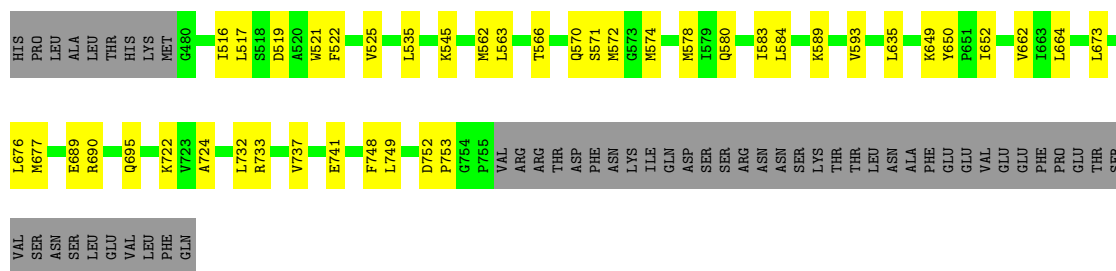 HIS PRO LEU ALA LEU THR HIS LYS MET G480 I516 L517 S518 D519 A520 W521 F522 V525 L535 K545 M562 L563 T566 Q570 S571 M572 G573 M574 M578 I579 Q580 I583 L584 K589 V593 L635 K649 Y650 P651 I652 V662 I663 L664 L673
L676 M677 E689 R690 Q695 K722 V723 A724 L732 R733 V737 E741 F748 L749 D752 P753 G754 P755 VAL ARG ARG THR ASP PHE ASN LYS ILE GLN ASP SER SER ARG ASN ASN SER LYS THR THR LEU ASN ALA PHE GLU GLU VAL GLU GLU PHE PRO GLU THR SER
VAL SER ASN SER LEU GLU VAL LEU PHE GLN